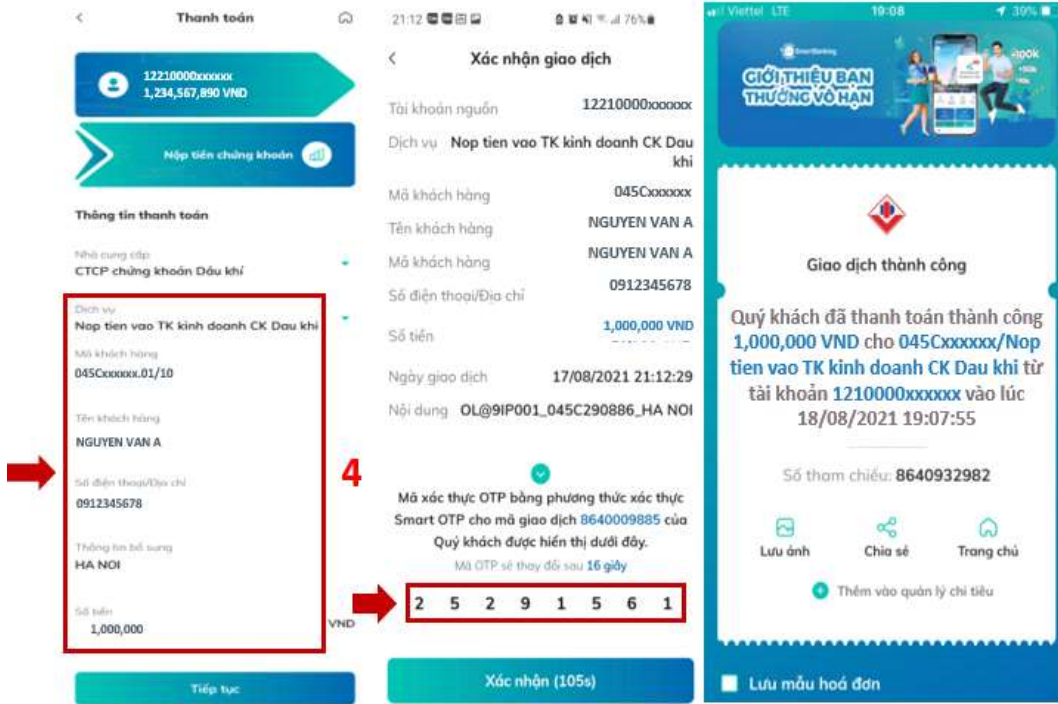 Thanh toán
12210000xxxxxx
1,234,567,890 VND
Nộp tiền chứng khoán
Thông tin thanh toán
Nhà cung cấp
CTCP chứng khoán Dầu khí
Dịch vụ
Nop tien vao TK kinh doanh CK Dau khi
Mã khách hàng
045Cxxxxxx.01/10
Tên khách hàng
NGUYEN VAN A
Số điện thoại/Địa chỉ
0912345678
Thông tin bổ sung
HA NOI
Số tiền
1,000,000
VND
Tiếp tục
4
21:12
76%
Xác nhận giao dịch
Tài khoản nguồn 12210000xxxxxx
Dịch vụ Nop tien vao TK kinh doanh CK Dau
khi
Mã khách hàng 045Cxxxxxx
Tên khách hàng NGUYEN VAN A
Mã khách hàng NGUYEN VAN A
Số điện thoại/Địa chỉ 0912345678
Số tiền 1,000,000 VND
Ngày giao dịch 17/08/2021 21:12:29
Nội dung OL@9IP001_045C290886_HA NOI
Mã xác thực OTP bằng phương thức xác thực
Smart OTP cho mã giao dịch 8640009885 của
Quý khách được hiển thị dưới đây.
Mã OTP sẽ thay đổi sau 16 giây
2 5 2 9 1 5 6 1
Xác nhận (105s)
Viettel LTE 19:08 39%
SmartBanking
GIỚI THIỆU BẠN
THƯỞNG VÔ HẠN
+100k
Giao dịch thành công
Quý khách đã thanh toán thành công
1,000,000 VND cho 045Cxxxxxx/Nop
tien vao TK kinh doanh CK Dau khi từ
tài khoản 1210000xxxxxx vào lúc
18/08/2021 19:07:55
Số tham chiếu: 8640932982
Lưu ảnh Chia sẻ Trang chủ
Thêm vào quản lý chi tiêu
Lưu mẫu hoá đơn